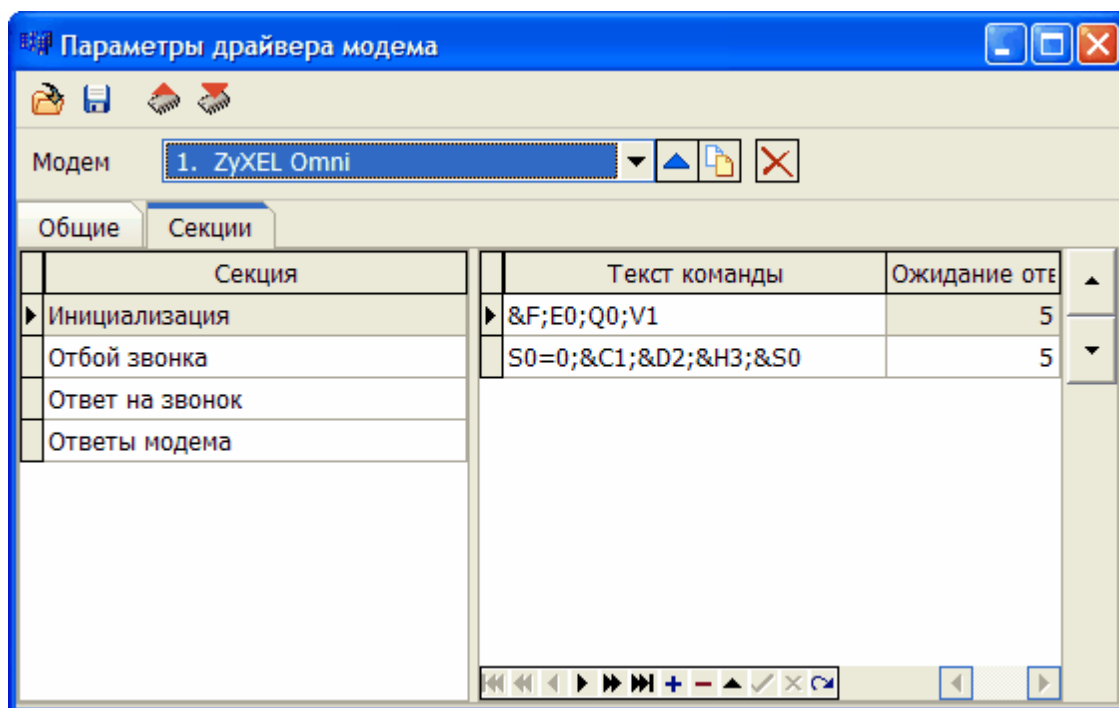 Параметры драйвера модема
Модем 1. ZyXEL Omni
Общие Секции
Секция Текст команды Ожидание отв
Инициализация &F;E0;Q0;V1 5
Отбой звонка S0=0;&C1;&D2;&H3;&S0 5
Ответ на звонок
Ответы модема